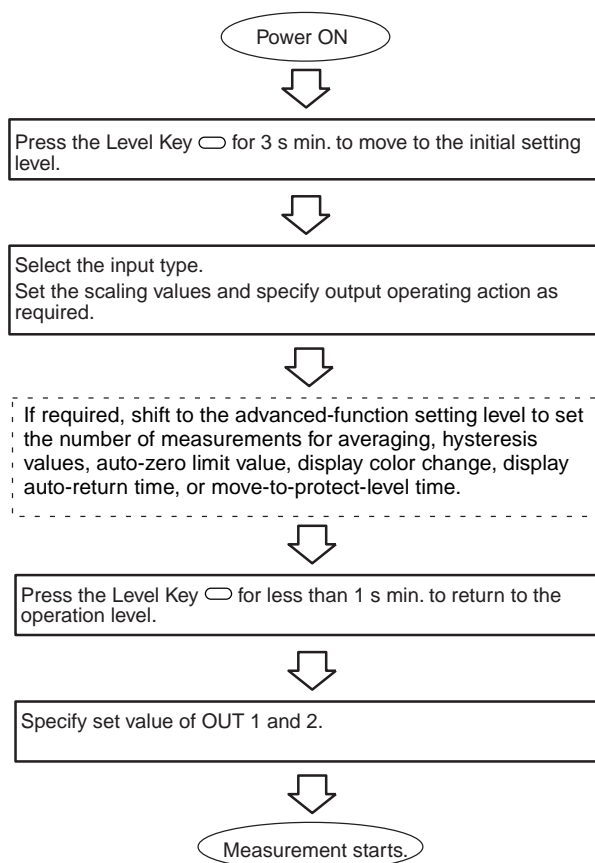 Power ON
Press the Level Key for 3 s min. to move to the initial setting
level.
Select the input type.
Set the scaling values and specify output operating action as
required.
If required, shift to the advanced-function setting level to set
the number of measurements for averaging, hysteresis
values, auto-zero limit value, display color change, display
auto-return time, or move-to-protect-level time.
Press the Level Key for less than 1 s min. to return to the
operation level.
Specify set value of OUT 1 and 2.
Measurement starts.